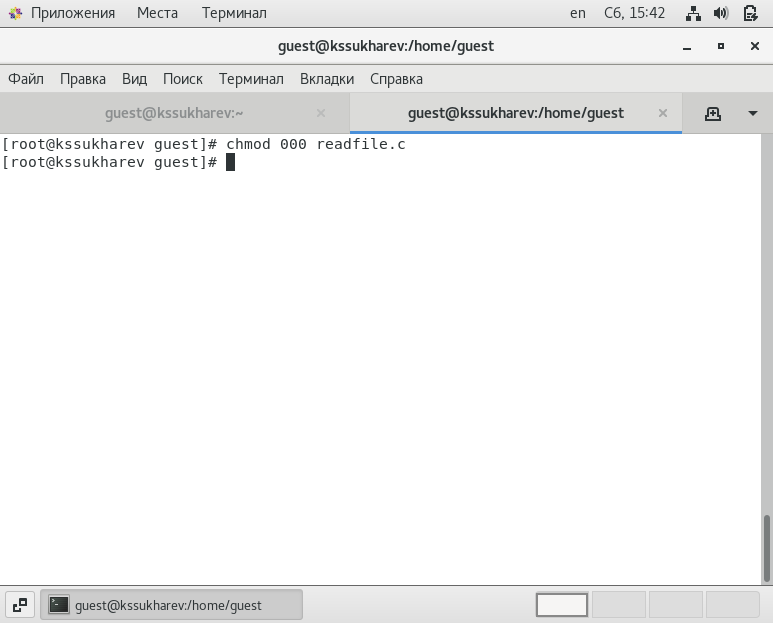 Приложения Места Терминал en Сб, 15:42
guest@kssukharev:/home/guest
Файл Правка Вид Поиск Терминал Вкладки Справка
guest@kssukharev:~ guest@kssukharev:/home/guest
[root@kssukharev guest]# chmod 000 readfile.c
[root@kssukharev guest]#
guest@kssukharev:/home/guest